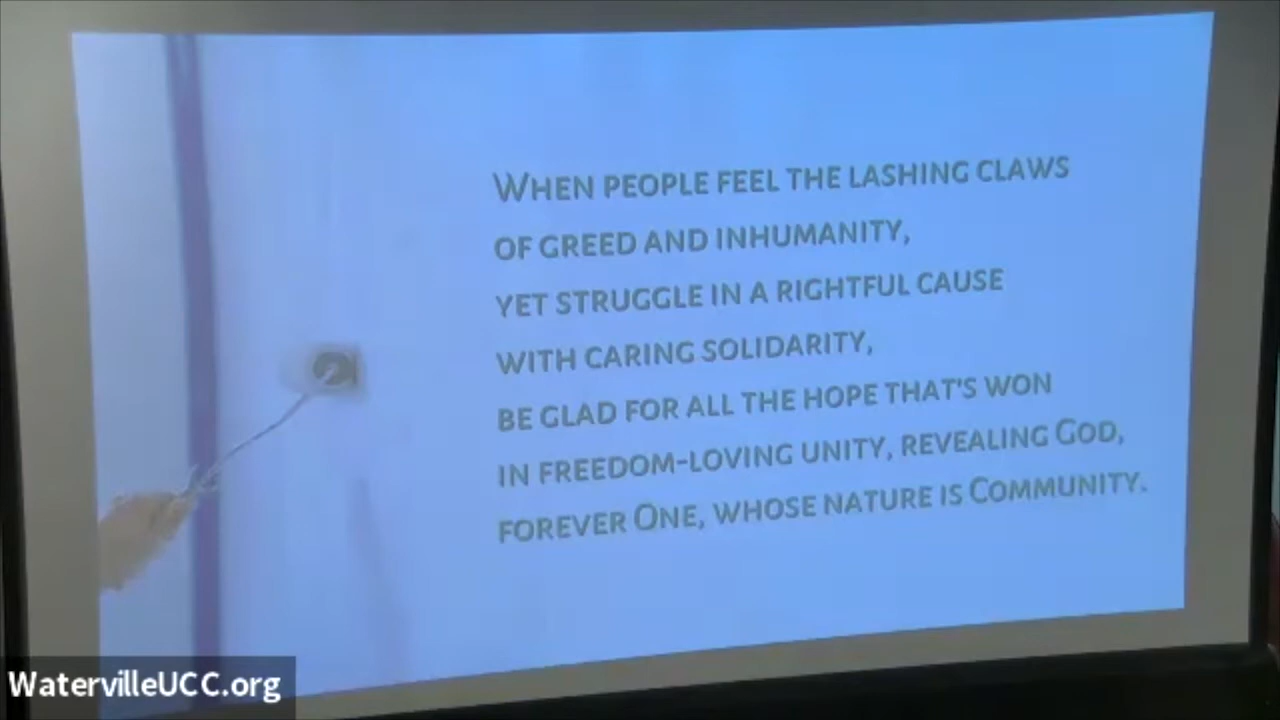 When people feel the lashing claws
of greed and inhumanity,
yet struggle in a rightful cause
with caring solidarity,
be glad for all the hope that's won
in freedom-loving unity, revealing God,
forever One, whose nature is Community.
WatervilleUCC.org